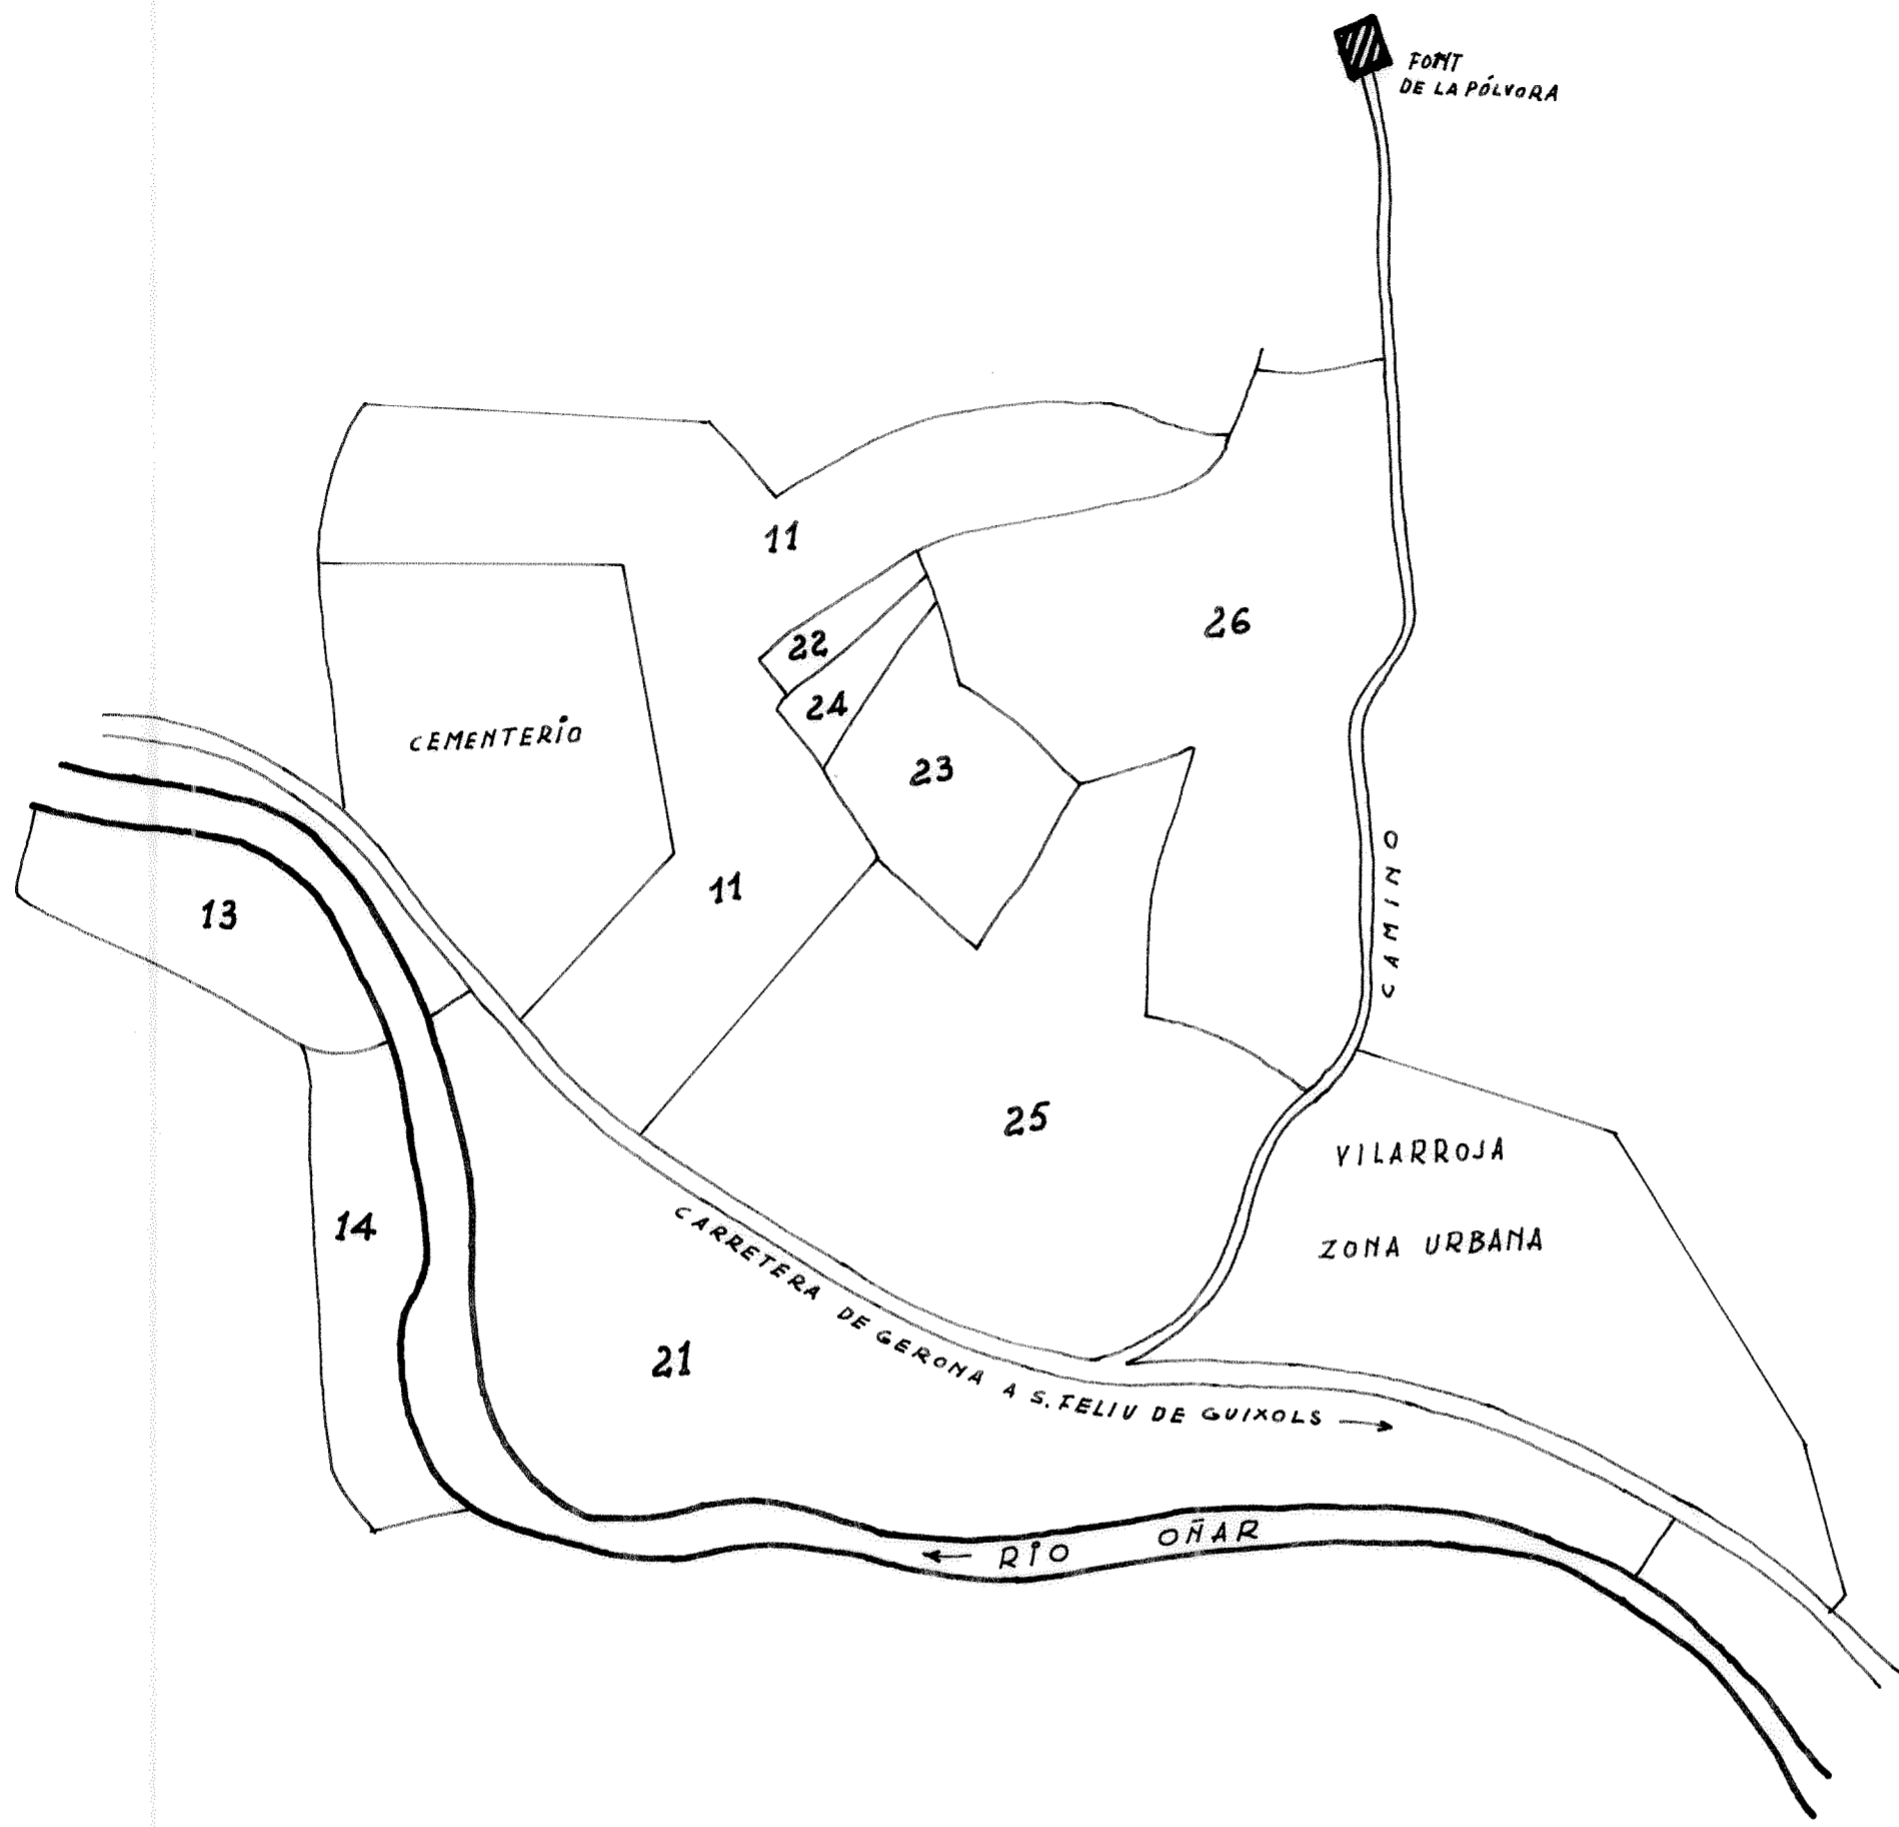 FONT
DE LA PÓLVORA
11
26
22
24
CEMENTERIO
23
CAMINO
11
13
25
VILARROJA
14
ZONA URBANA
CARRETERA DE GERONA A S. FELIU DE GUIXOLS →
21
← RÍO OÑAR